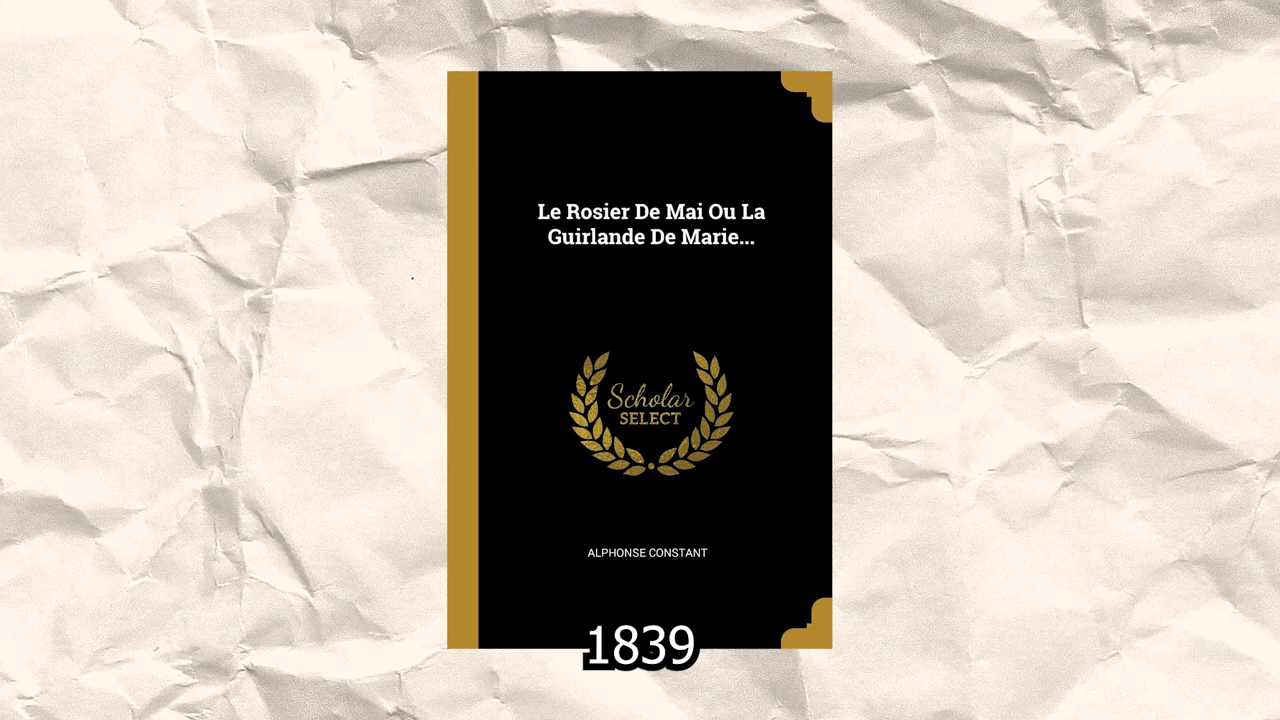 Le Rosier De Mai Ou La
Guirlande De Marie...
Scholar
SELECT
ALPHONSE CONSTANT
1839